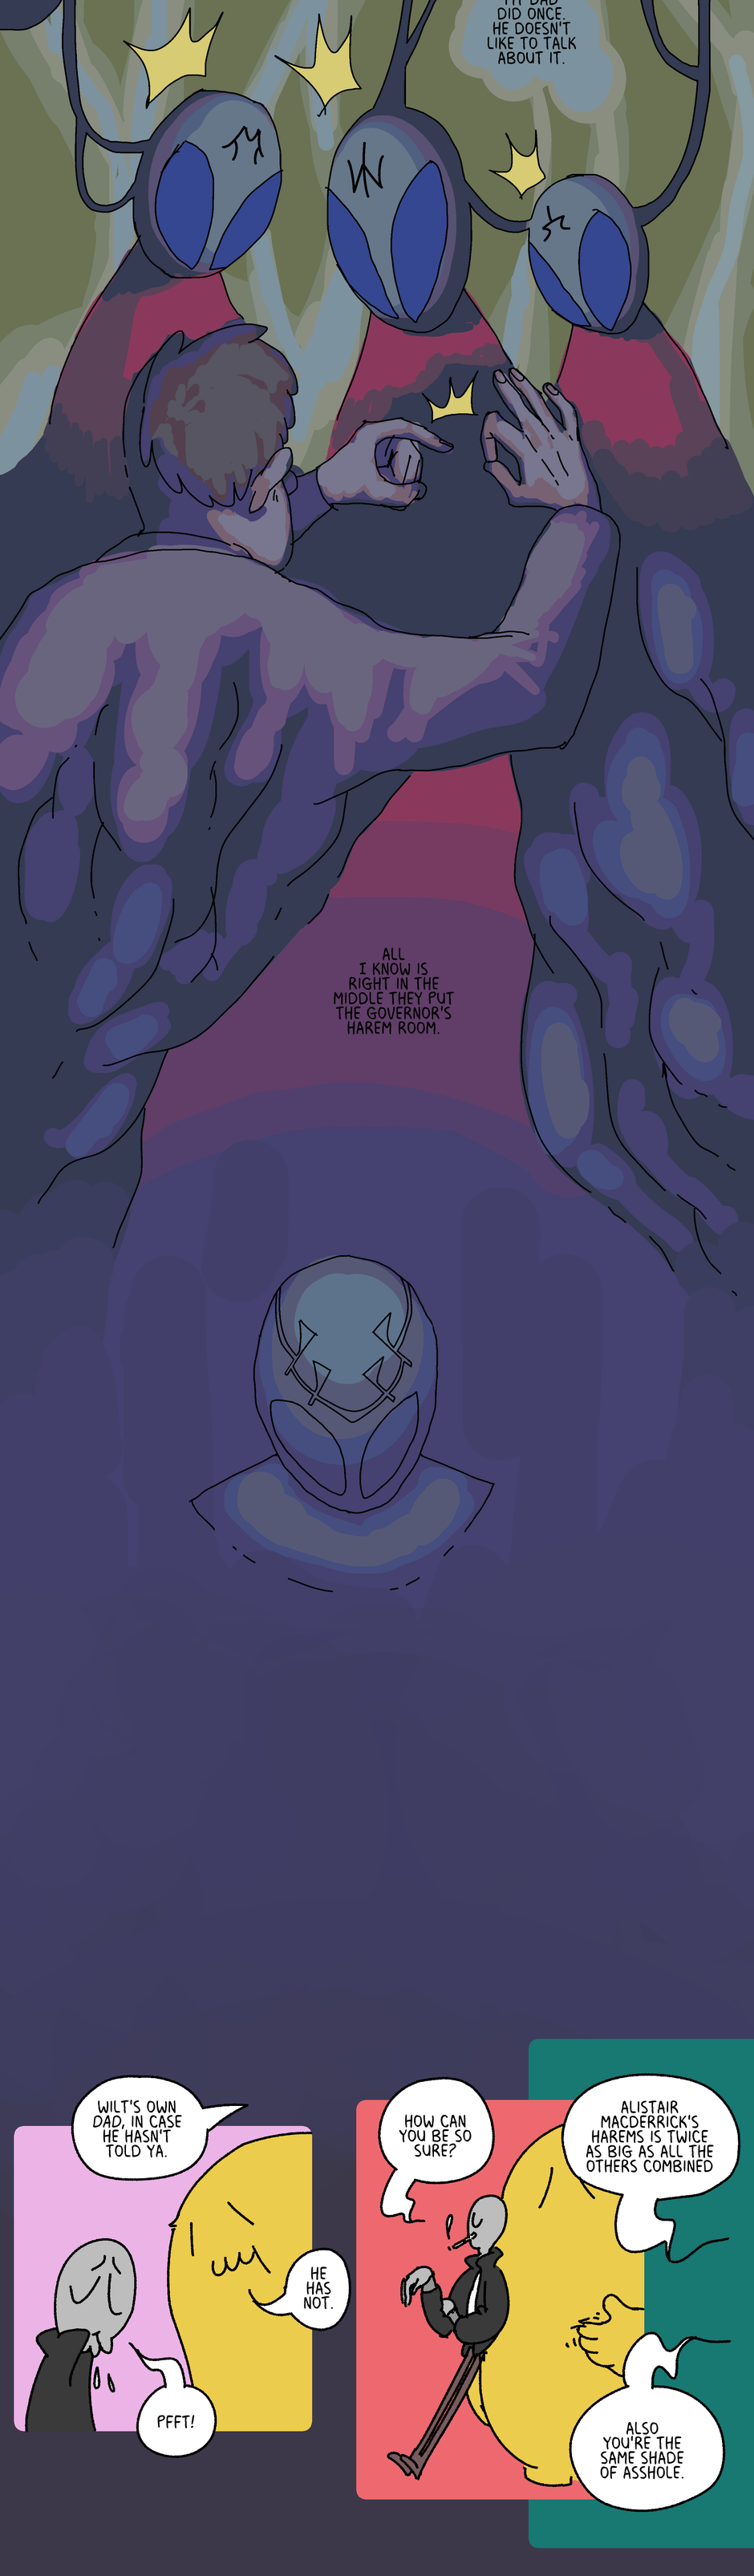 DAD
DID ONCE.
HE DOESN'T
LIKE TO TALK
ABOUT IT.
ALL
I KNOW IS
RIGHT IN THE
MIDDLE THEY PUT
THE GOVERNOR'S
HAREM ROOM.
WILT'S OWN
DAD, IN CASE
HE HASN'T
TOLD YA.
HE
HAS
NOT.
PFFT!
HOW CAN
YOU BE SO
SURE?
ALISTAIR
MACDERRICK'S
HAREMS IS TWICE
AS BIG AS ALL THE
OTHERS COMBINED
ALSO
YOU'RE THE
SAME SHADE
OF ASSHOLE.